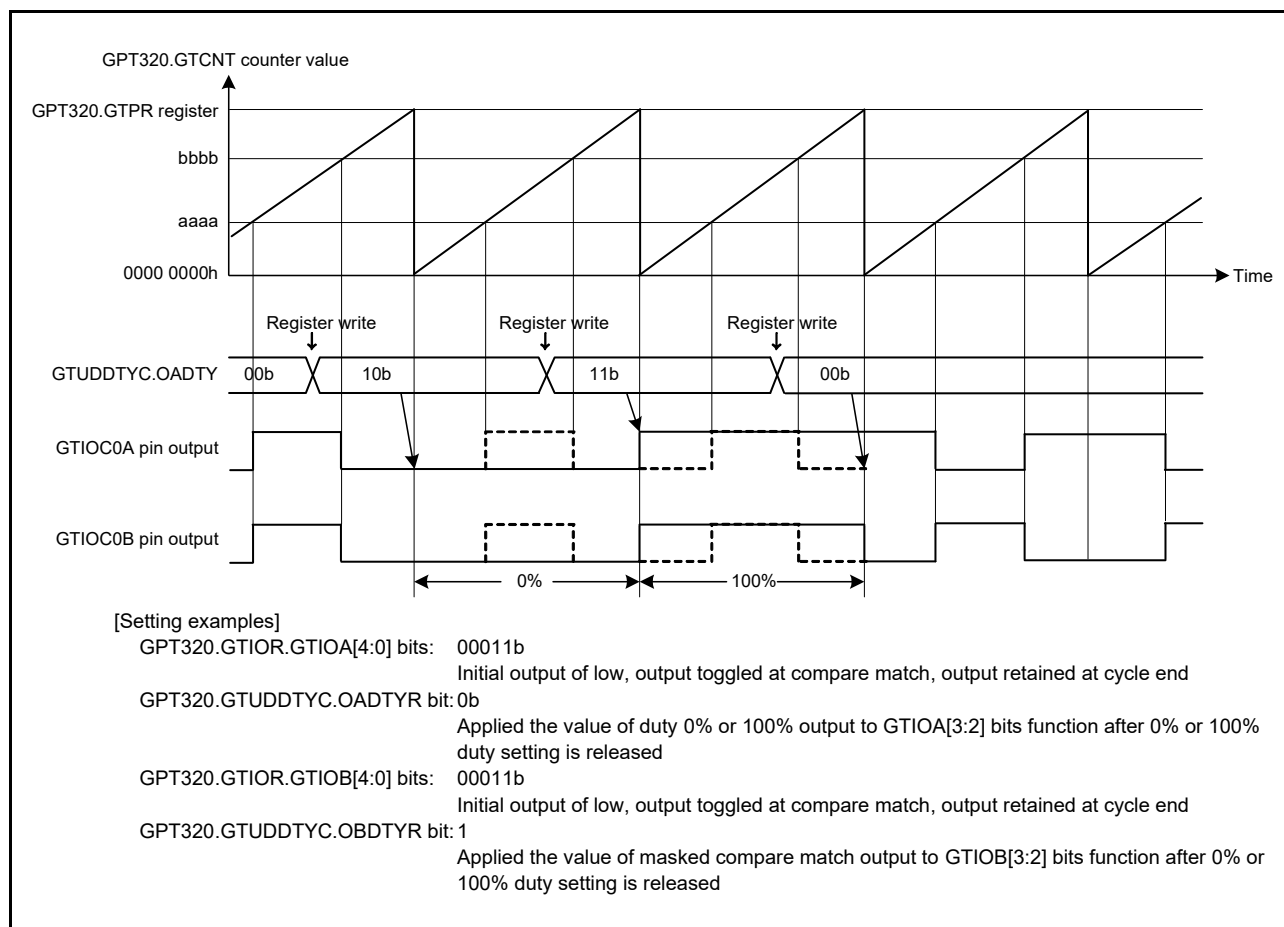 GPT320.GTCNT counter value
GPT320.GTPR register
bbbb
aaaa
0000 0000h
Time
Register write Register write Register write
GTUDDTYC.OADTY 00b 10b 11b 00b
GTIOC0A pin output
GTIOC0B pin output
0% 100%
[Setting examples]
GPT320.GTIOR.GTIOA[4:0] bits: 00011b
Initial output of low, output toggled at compare match, output retained at cycle end
GPT320.GTUDDTYC.OADTYR bit: 0b
Applied the value of duty 0% or 100% output to GTIOA[3:2] bits function after 0% or 100%
duty setting is released
GPT320.GTIOR.GTIOB[4:0] bits: 00011b
Initial output of low, output toggled at compare match, output retained at cycle end
GPT320.GTUDDTYC.OBDTYR bit: 1
Applied the value of masked compare match output to GTIOB[3:2] bits function after 0% or
100% duty setting is released